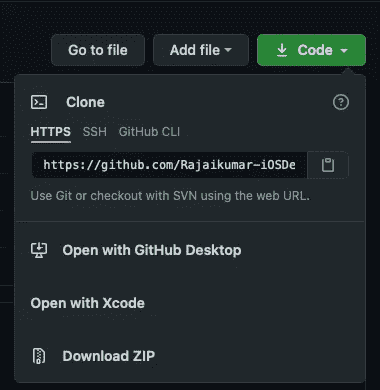 Go to file Add file Code
Clone
HTTPS SSH GitHub CLI
https://github.com/Rajaikumar-iOSDe
Use Git or checkout with SVN using the web URL.
Open with GitHub Desktop
Open with Xcode
Download ZIP